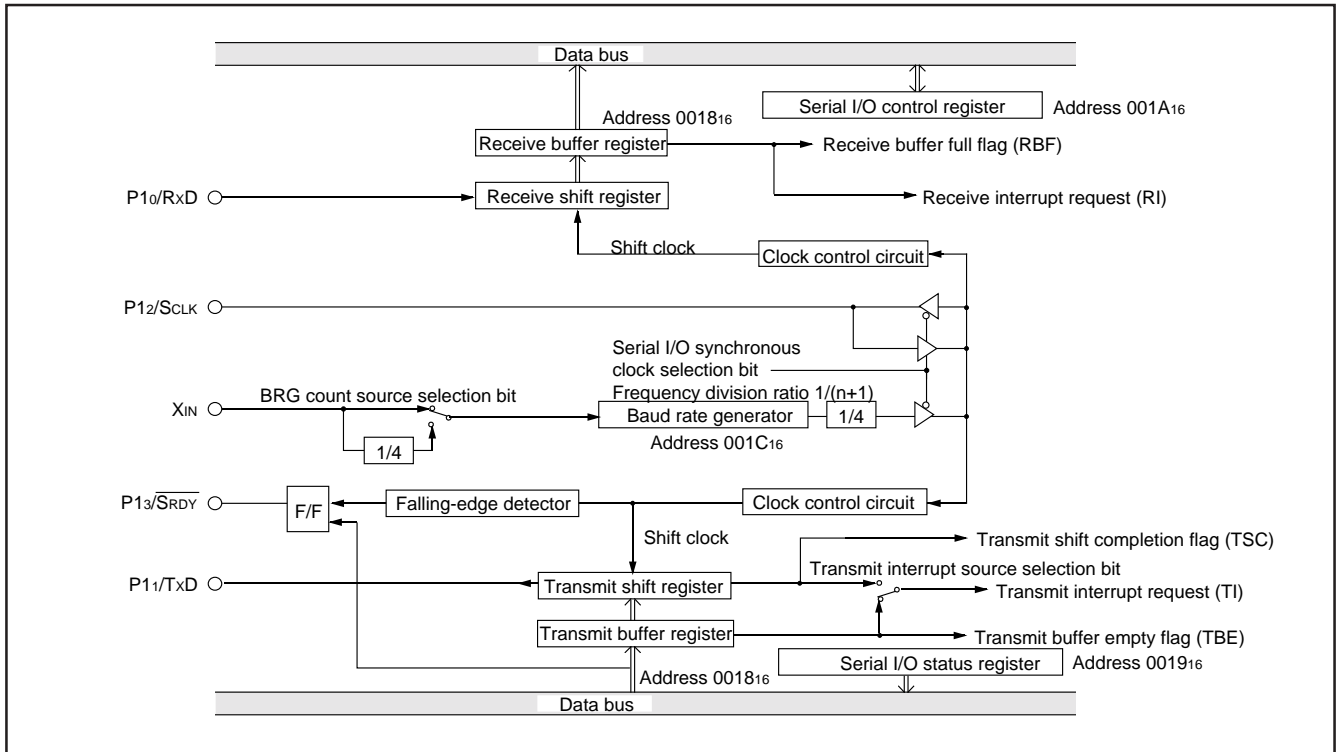 Data bus
Serial I/O control register Address 001A₁₆
Address 0018₁₆
Receive buffer register Receive buffer full flag (RBF)
P1₀/RxD Receive shift register Receive interrupt request (RI)
Shift clock Clock control circuit
P1₂/SCLK
Serial I/O synchronous
clock selection bit
BRG count source selection bit Frequency division ratio 1/(n+1)
XIN Baud rate generator 1/4
1/4 Address 001C₁₆
P1₃/S̅R̅D̅Y̅ F/F Falling-edge detector Clock control circuit
Shift clock Transmit shift completion flag (TSC)
Transmit interrupt source selection bit
P1₁/TxD Transmit shift register Transmit interrupt request (TI)
Transmit buffer register Transmit buffer empty flag (TBE)
Address 0018₁₆ Serial I/O status register Address 0019₁₆
Data bus